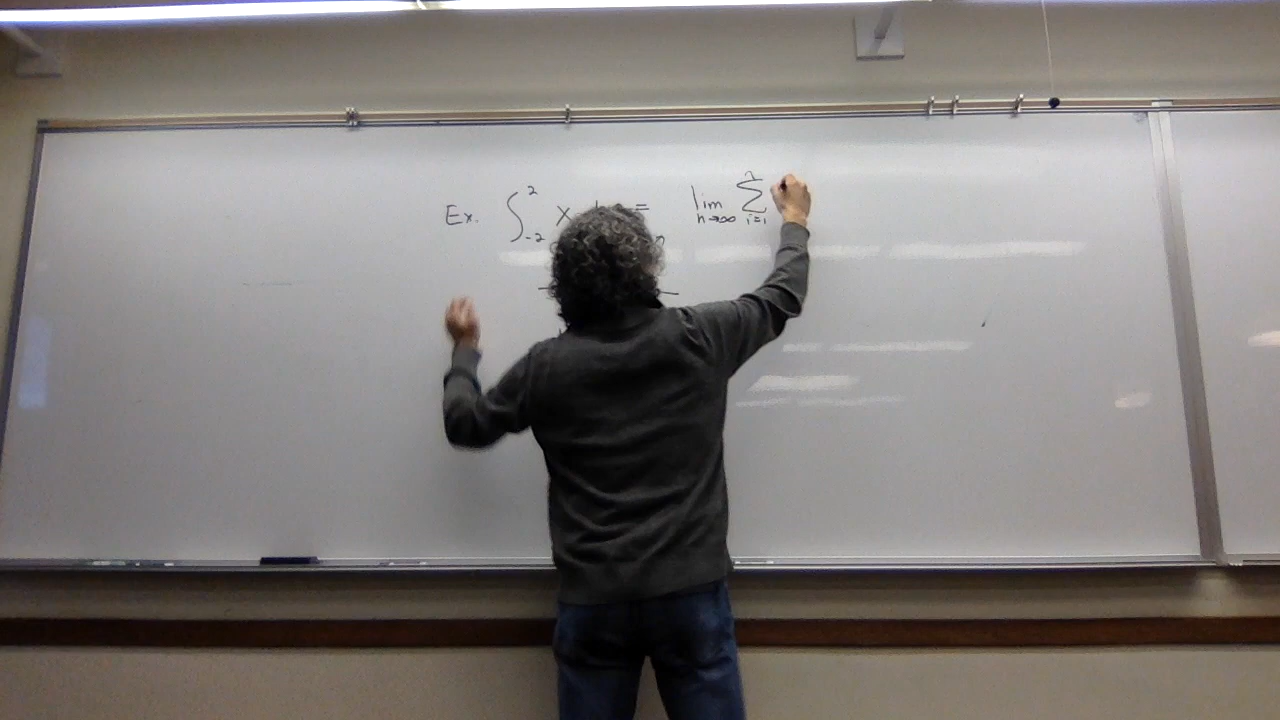 Ex. ∫_{-2}^{2} x = lim_{n→∞} ∑_{i=1}^{n}